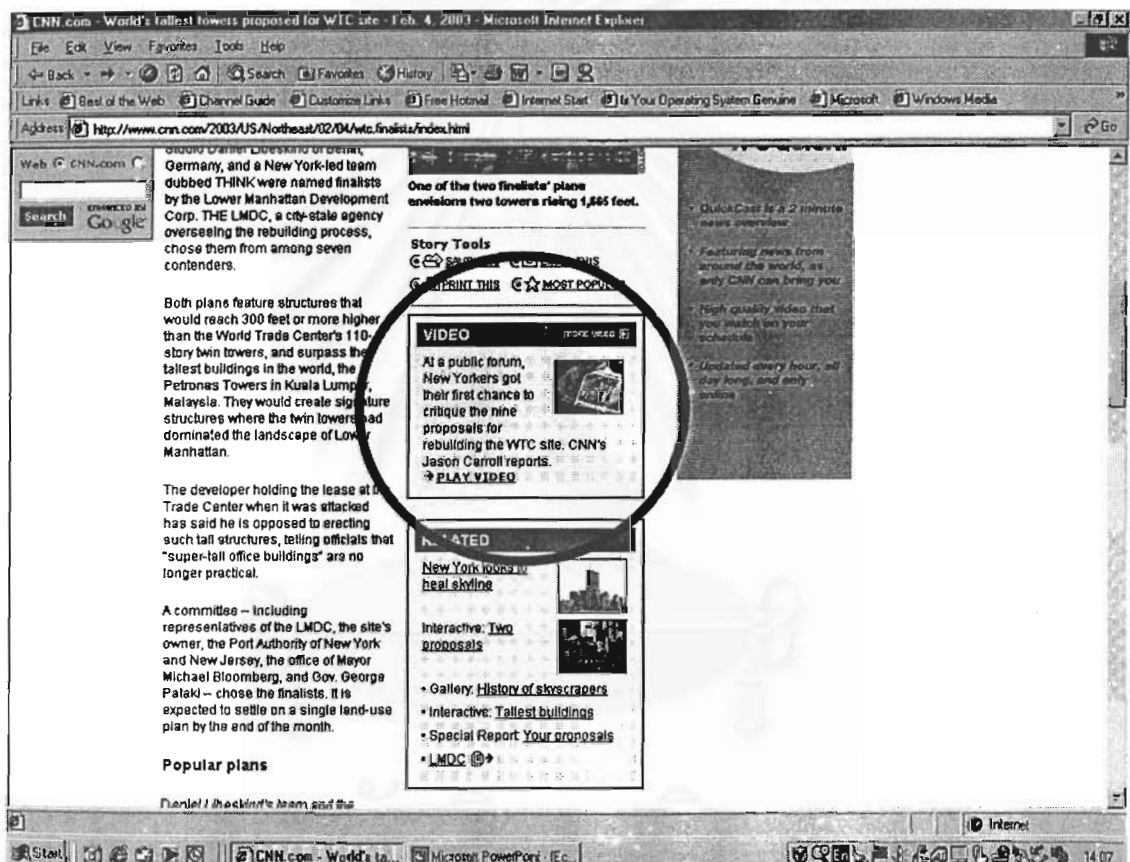 CNN.com - World's tallest towers proposed for WTC site - Feb. 4, 2003 - Microsoft Internet Explorer
File Edit View Favorites Tools Help
Back Search Favorites History
Links Best of the Web Channel Guide Customize Links Free Hotmail Internet Start Is Your Operating System Genuine Microsoft Windows Media
Address http://www.cnn.com/2003/US/Northeast/02/04/wtc.finalists/index.html Go
Web CNN.com
Search
Google
Studio Daniel Libeskind of Berlin,
Germany, and a New York-led team
dubbed THINK were named finalists
by the Lower Manhattan Development
Corp. THE LMDC, a city-state agency
overseeing the rebuilding process,
chose them from among seven
contenders.
Both plans feature structures that
would reach 300 feet or more higher
than the World Trade Center's 110-
story twin towers, and surpass the
tallest buildings in the world, the
Petronas Towers in Kuala Lumpur,
Malaysia. They would create signature
structures where the twin towers had
dominated the landscape of Lower
Manhattan.
The developer holding the lease at the
Trade Center when it was attacked
has said he is opposed to erecting
such tall structures, telling officials that
"super-tall office buildings" are no
longer practical.
A committee – including
representatives of the LMDC, the site's
owner, the Port Authority of New York
and New Jersey, the office of Mayor
Michael Bloomberg, and Gov. George
Pataki – chose the finalists. It is
expected to settle on a single land-use
plan by the end of the month.
Popular plans
Daniel Libeskind's team and the
One of the two finalists' plans
envisions two towers rising 1,665 feet.
Story Tools
THIS
PRINT THIS MOST POPULAR
VIDEO MORE VIDEO
At a public forum,
New Yorkers got
their first chance to
critique the nine
proposals for
rebuilding the WTC site. CNN's
Jason Carroll reports.
PLAY VIDEO
RELATED
New York looks to
heal skyline
Interactive: Two
proposals
• Gallery: History of skyscrapers
• Interactive: Tallest buildings
• Special Report: Your proposals
• LMDC
• QuickCast is a 2 minute
news overview
• Featuring news from
around the world, as
only CNN can bring you
• High quality video that
you watch on your
schedule
• Updated every hour, all
day long, and only
online
Internet
Start CNN.com - World's ta... Microsoft PowerPoint - [Ec... En 14:07